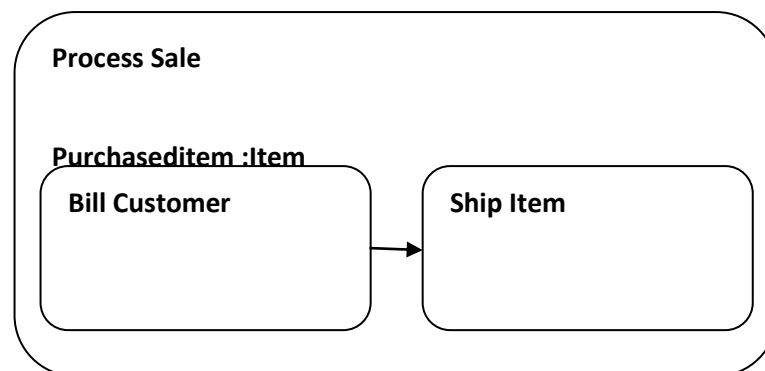 Process Sale
Purchaseditem :Item
Bill Customer
Ship Item